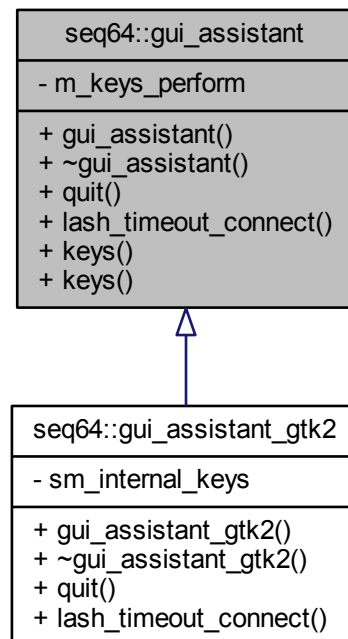 seq64::gui_assistant
- m_keys_perform
+ gui_assistant()
+ ~gui_assistant()
+ quit()
+ lash_timeout_connect()
+ keys()
+ keys()
seq64::gui_assistant_gtk2
- sm_internal_keys
+ gui_assistant_gtk2()
+ ~gui_assistant_gtk2()
+ quit()
+ lash_timeout_connect()